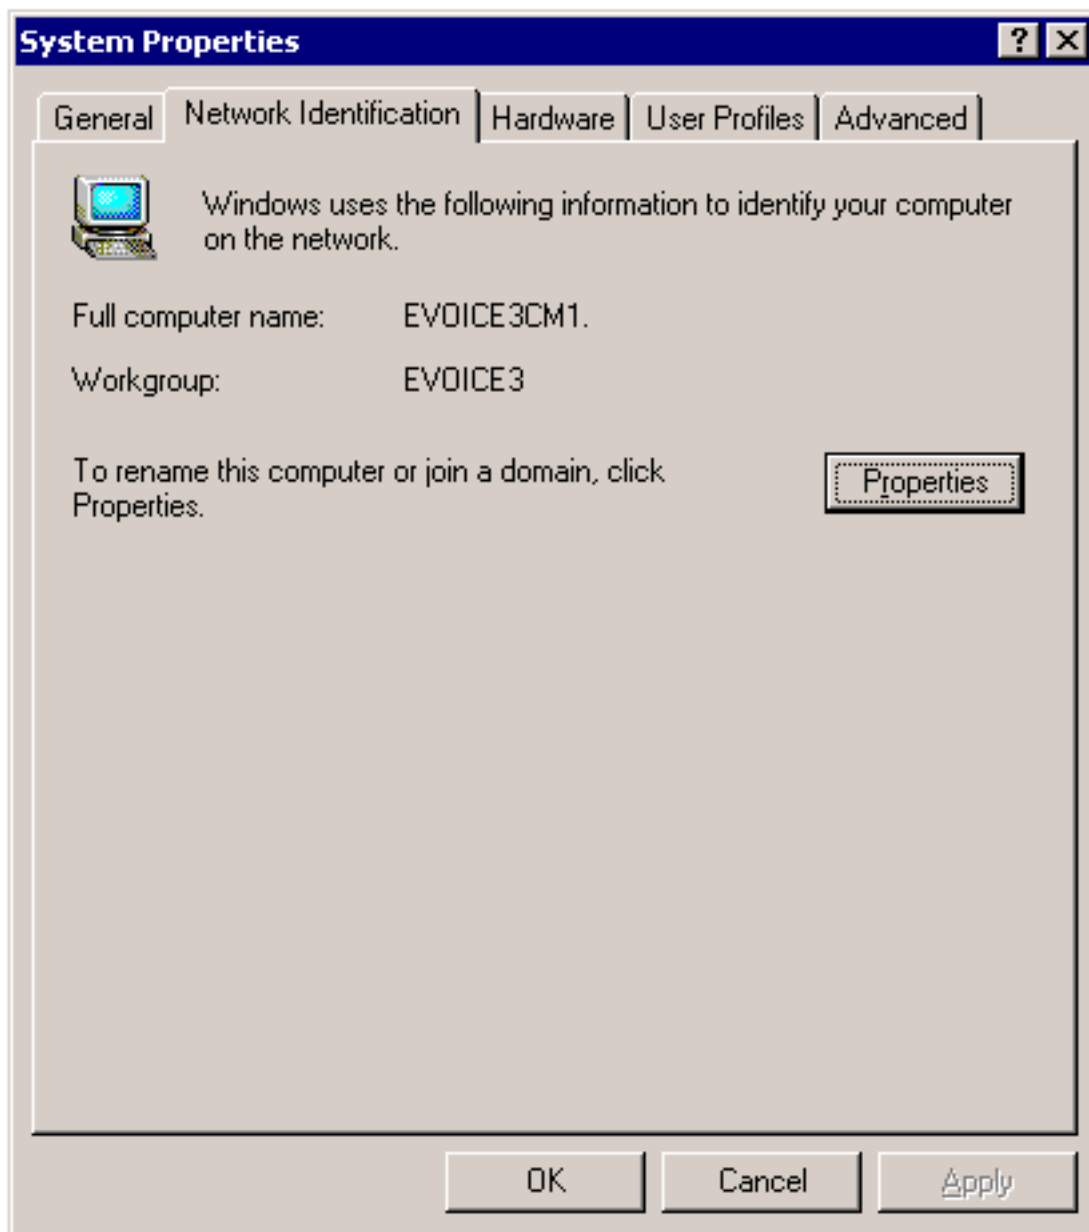 System Properties
General Network Identification Hardware User Profiles Advanced
Windows uses the following information to identify your computer
on the network.
Full computer name: EVOICE3CM1.
Workgroup: EVOICE3
To rename this computer or join a domain, click
Properties.
Properties
OK Cancel Apply